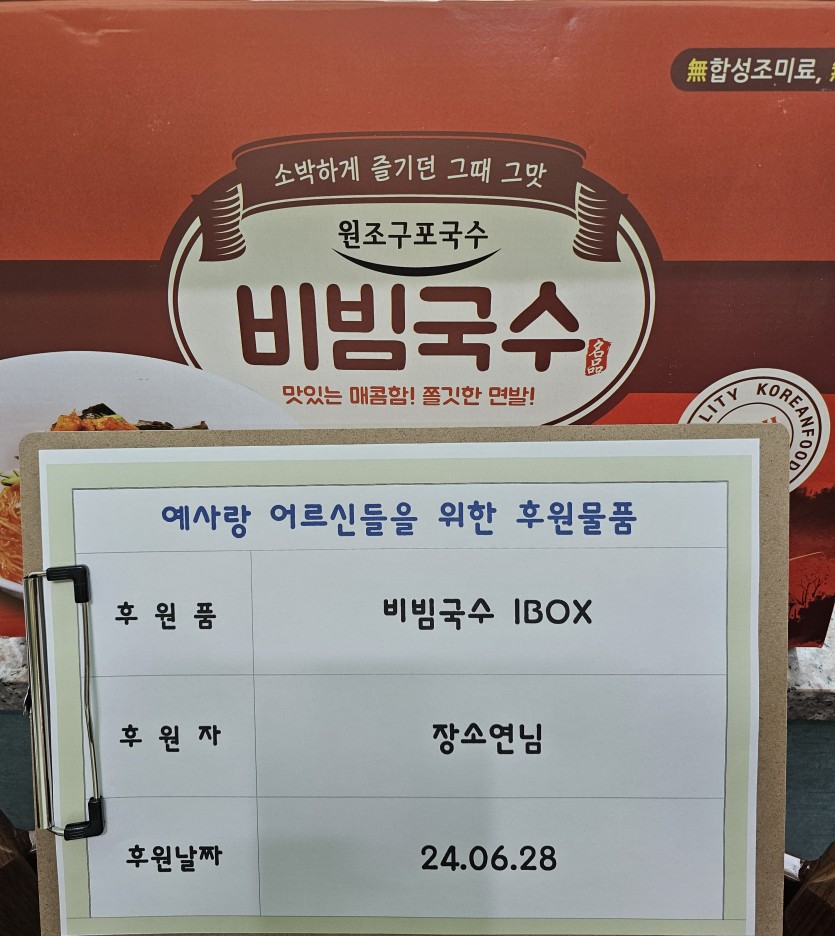 無합성조미료,
소박하게 즐기던 그때 그맛
원조구포국수
비빔국수
名品
맛있는 매콤함! 쫄깃한 면발!
LITY KOREANFOOD
예사랑 어르신들을 위한 후원물품
후 원 품 비빔국수 1BOX
후 원 자 장소연님
후원날짜 24.06.28